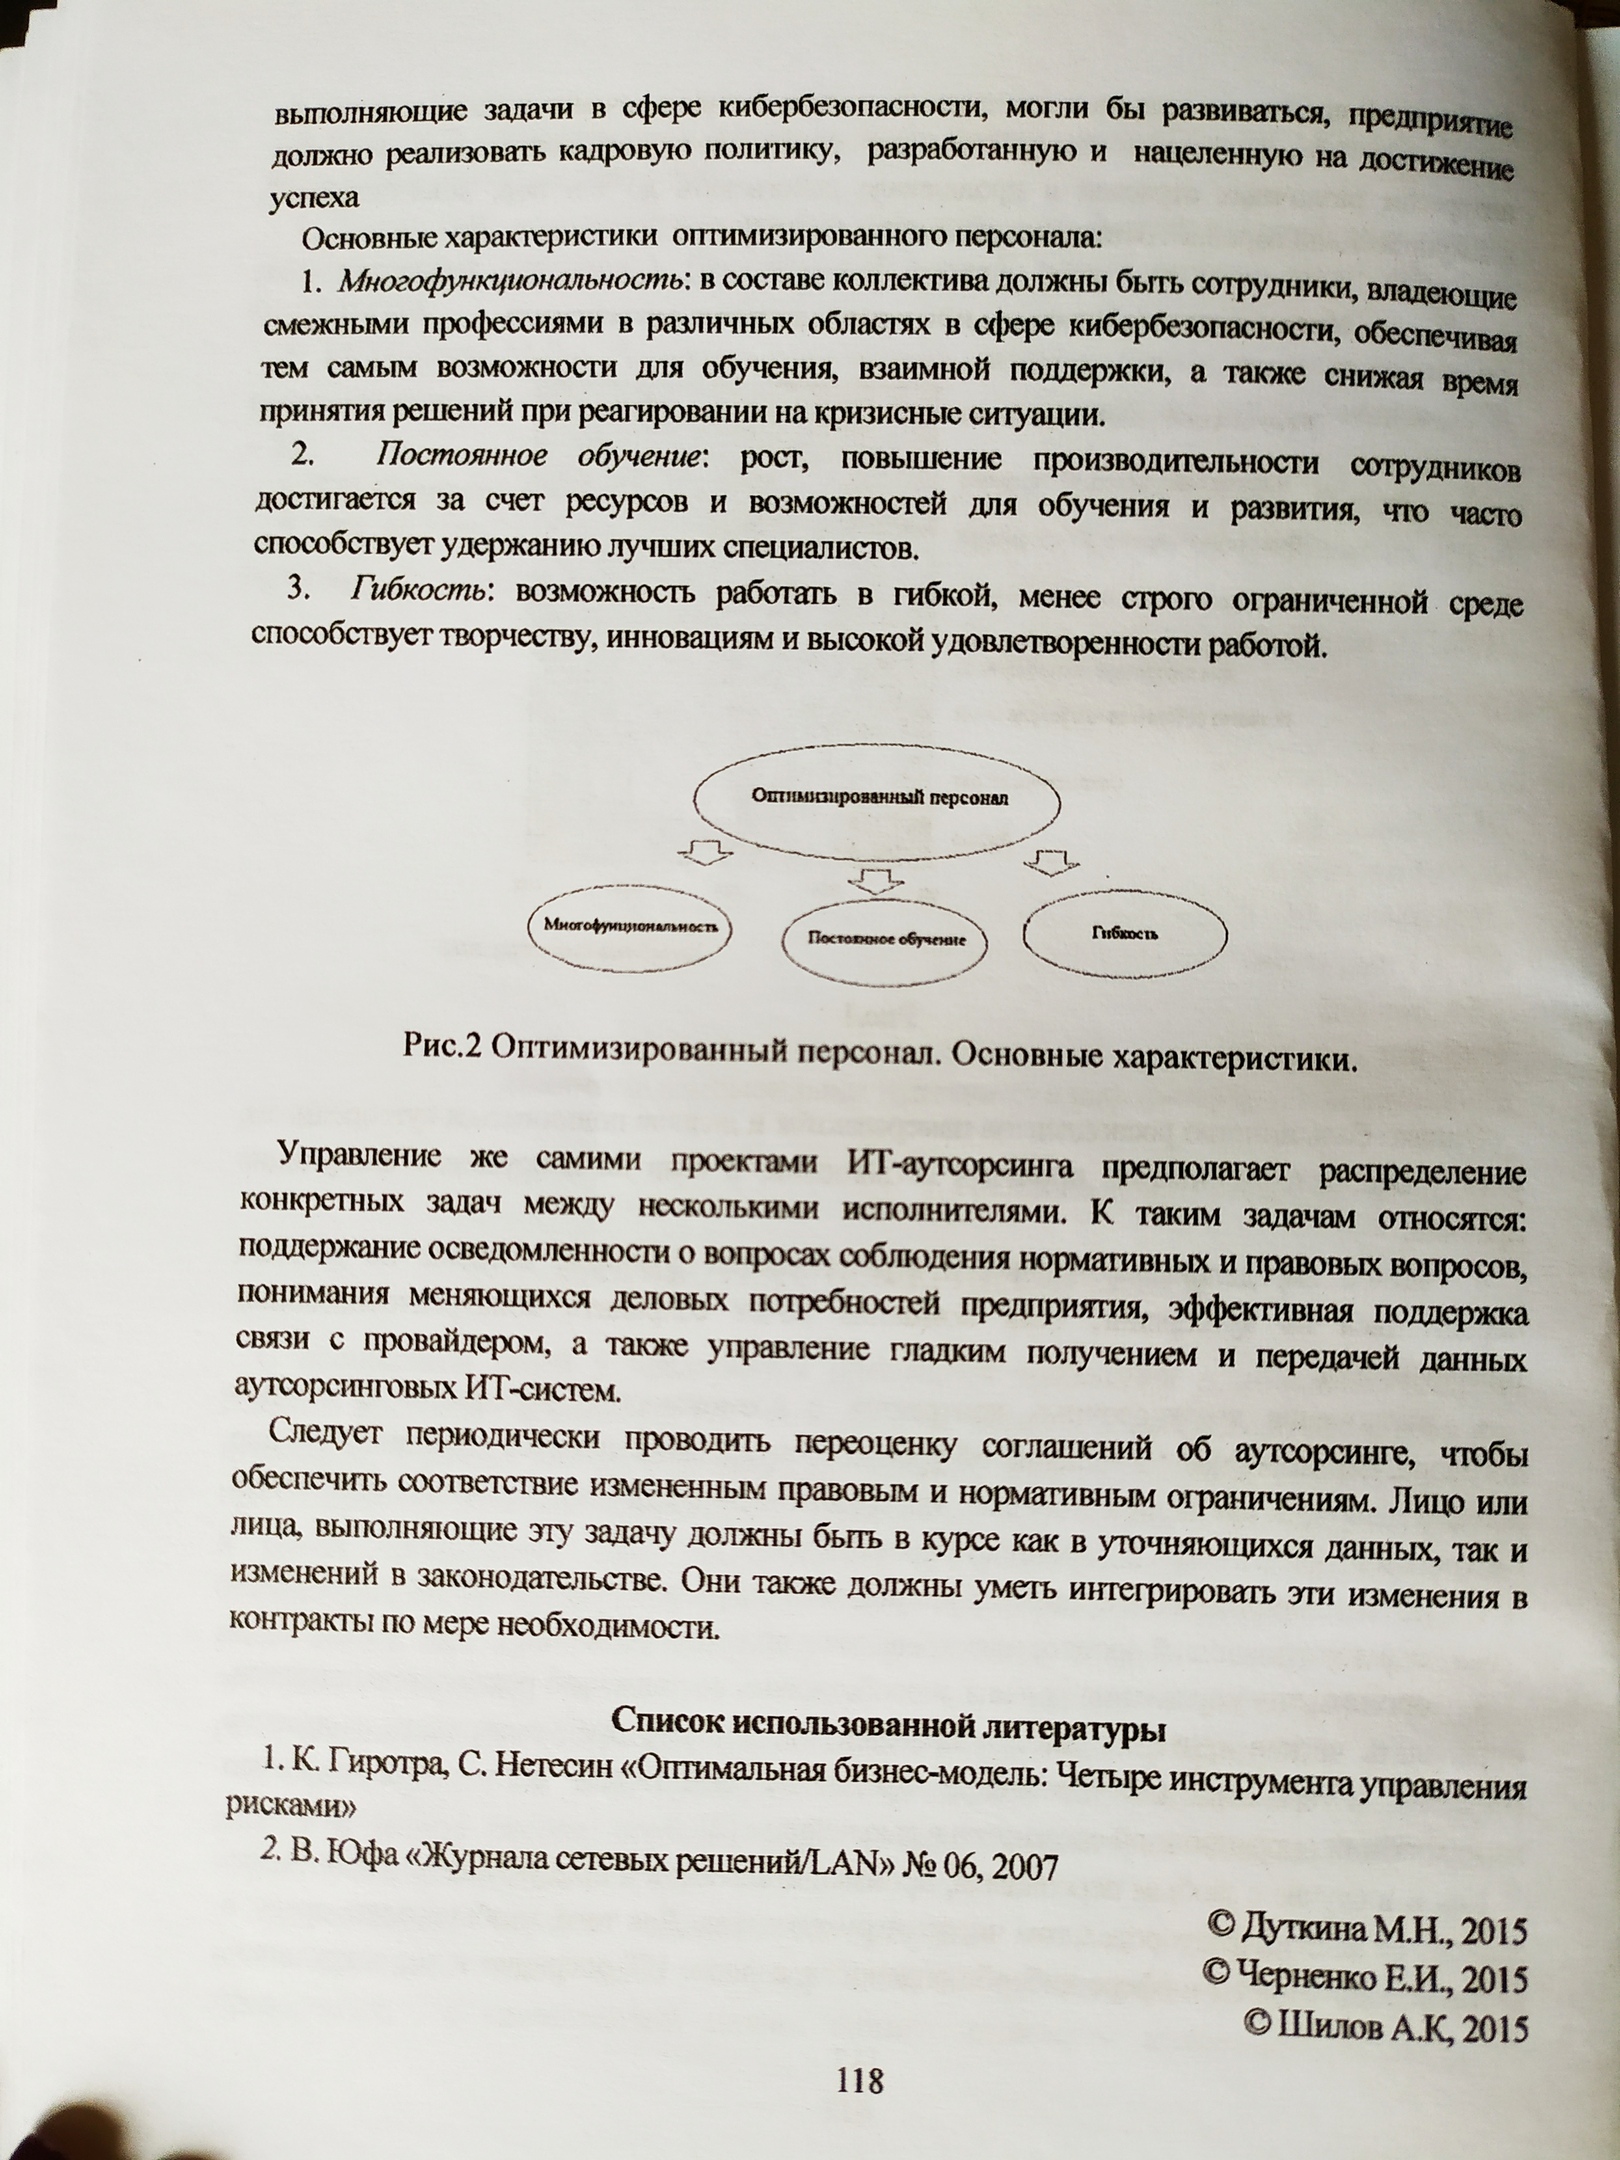 выполняющие задачи в сфере кибербезопасности, могли бы развиваться, предприятие
должно реализовать кадровую политику, разработанную и нацеленную на достижение
успеха
Основные характеристики оптимизированного персонала:
1. Многофункциональность: в составе коллектива должны быть сотрудники, владеющие
смежными профессиями в различных областях в сфере кибербезопасности, обеспечивая
тем самым возможности для обучения, взаимной поддержки, а также снижая время
принятия решений при реагировании на кризисные ситуации.
2. Постоянное обучение: рост, повышение производительности сотрудников
достигается за счет ресурсов и возможностей для обучения и развития, что часто
способствует удержанию лучших специалистов.
3. Гибкость: возможность работать в гибкой, менее строго ограниченной среде
способствует творчеству, инновациям и высокой удовлетворенности работой.
Оптимизированный персонал
Многофунциональность
Постоянное обучение
Гибкость
Рис.2 Оптимизированный персонал. Основные характеристики.
Управление же самими проектами ИТ-аутсорсинга предполагает распределение
конкретных задач между несколькими исполнителями. К таким задачам относятся:
поддержание осведомленности о вопросах соблюдения нормативных и правовых вопросов,
понимания меняющихся деловых потребностей предприятия, эффективная поддержка
связи с провайдером, а также управление гладким получением и передачей данных
аутсорсинговых ИТ-систем.
Следует периодически проводить переоценку соглашений об аутсорсинге, чтобы
обеспечить соответствие измененным правовым и нормативным ограничениям. Лицо или
лица, выполняющие эту задачу должны быть в курсе как в уточняющихся данных, так и
изменений в законодательстве. Они также должны уметь интегрировать эти изменения в
контракты по мере необходимости.
Список использованной литературы
1. К. Гиротра, С. Нетесин «Оптимальная бизнес-модель: Четыре инструмента управления
рисками»
2. В. Юфа «Журнала сетевых решений/LAN» № 06, 2007
© Дуткина М.Н., 2015
© Черненко Е.И., 2015
© Шилов А.К, 2015
118